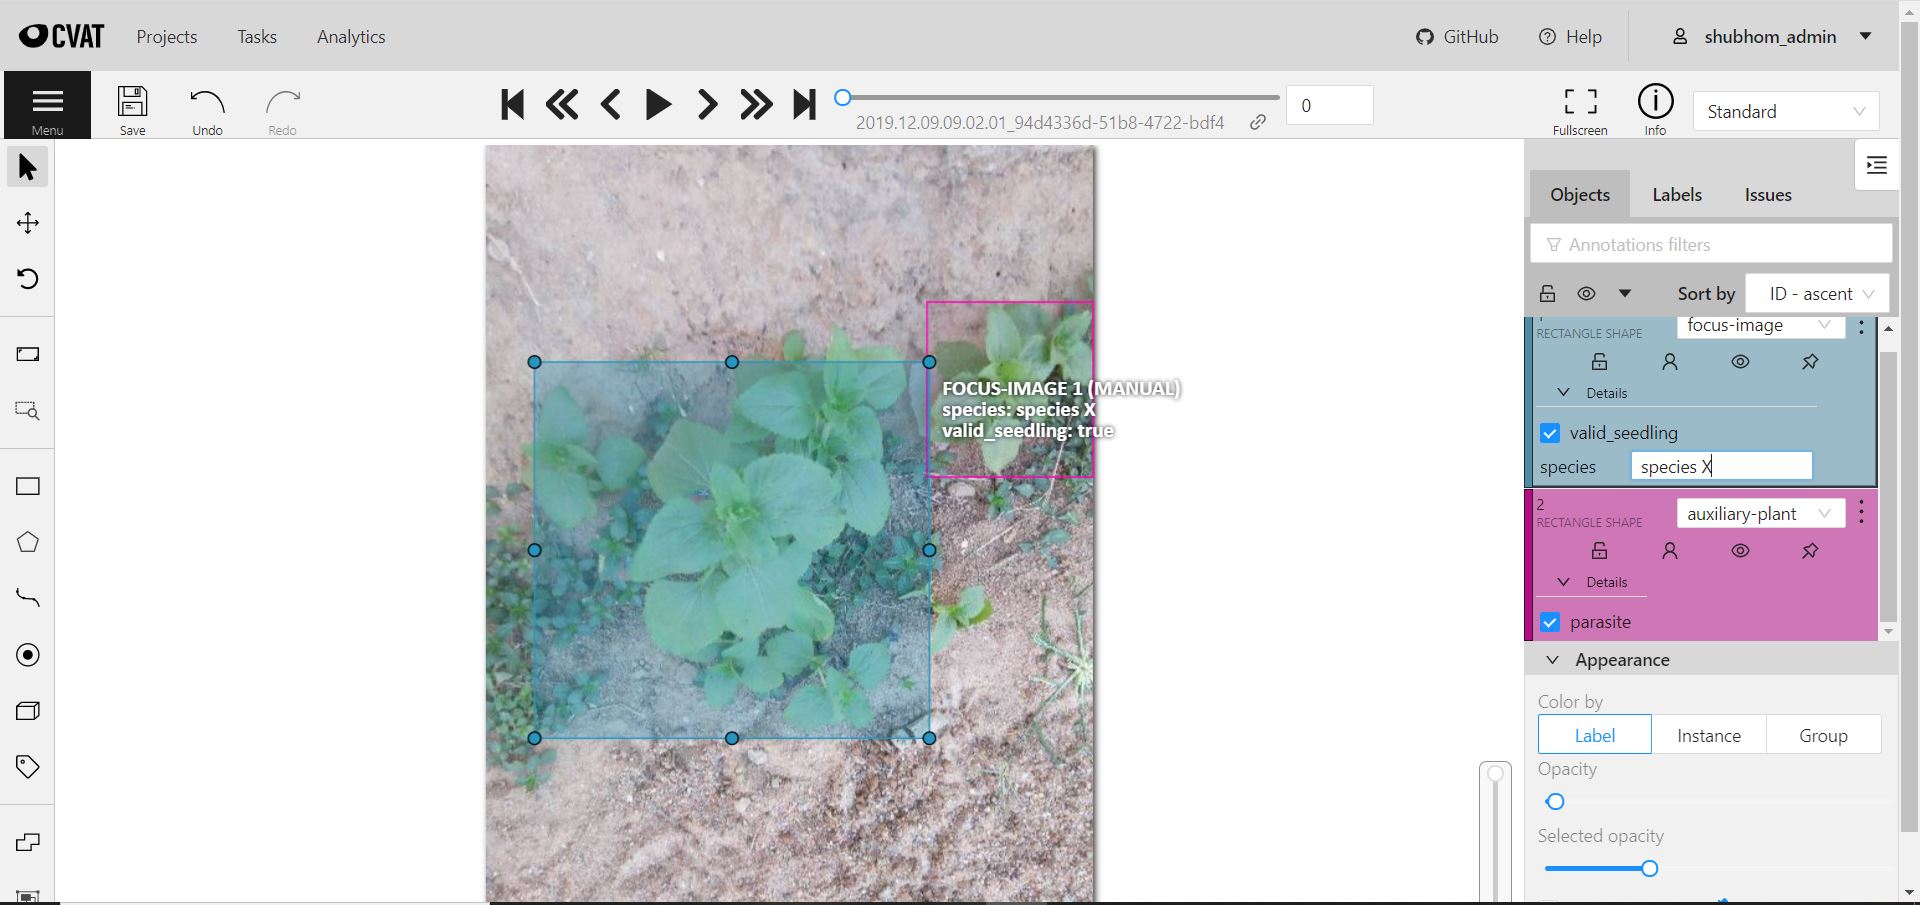 CVAT Projects Tasks Analytics GitHub Help shubhom_admin
Menu Save Undo Redo 0 Fullscreen Info Standard
2019.12.09.09.02.01_94d4336d-51b8-4722-bdf4
Objects Labels Issues
Annotations filters
Sort by ID - ascent
RECTANGLE SHAPE focus-image
Details
valid_seedling
species species X
2 auxiliary-plant
RECTANGLE SHAPE
Details
parasite
Appearance
Color by
Label Instance Group
Opacity
Selected opacity
FOCUS-IMAGE 1 (MANUAL)
species: species X
valid_seedling: true